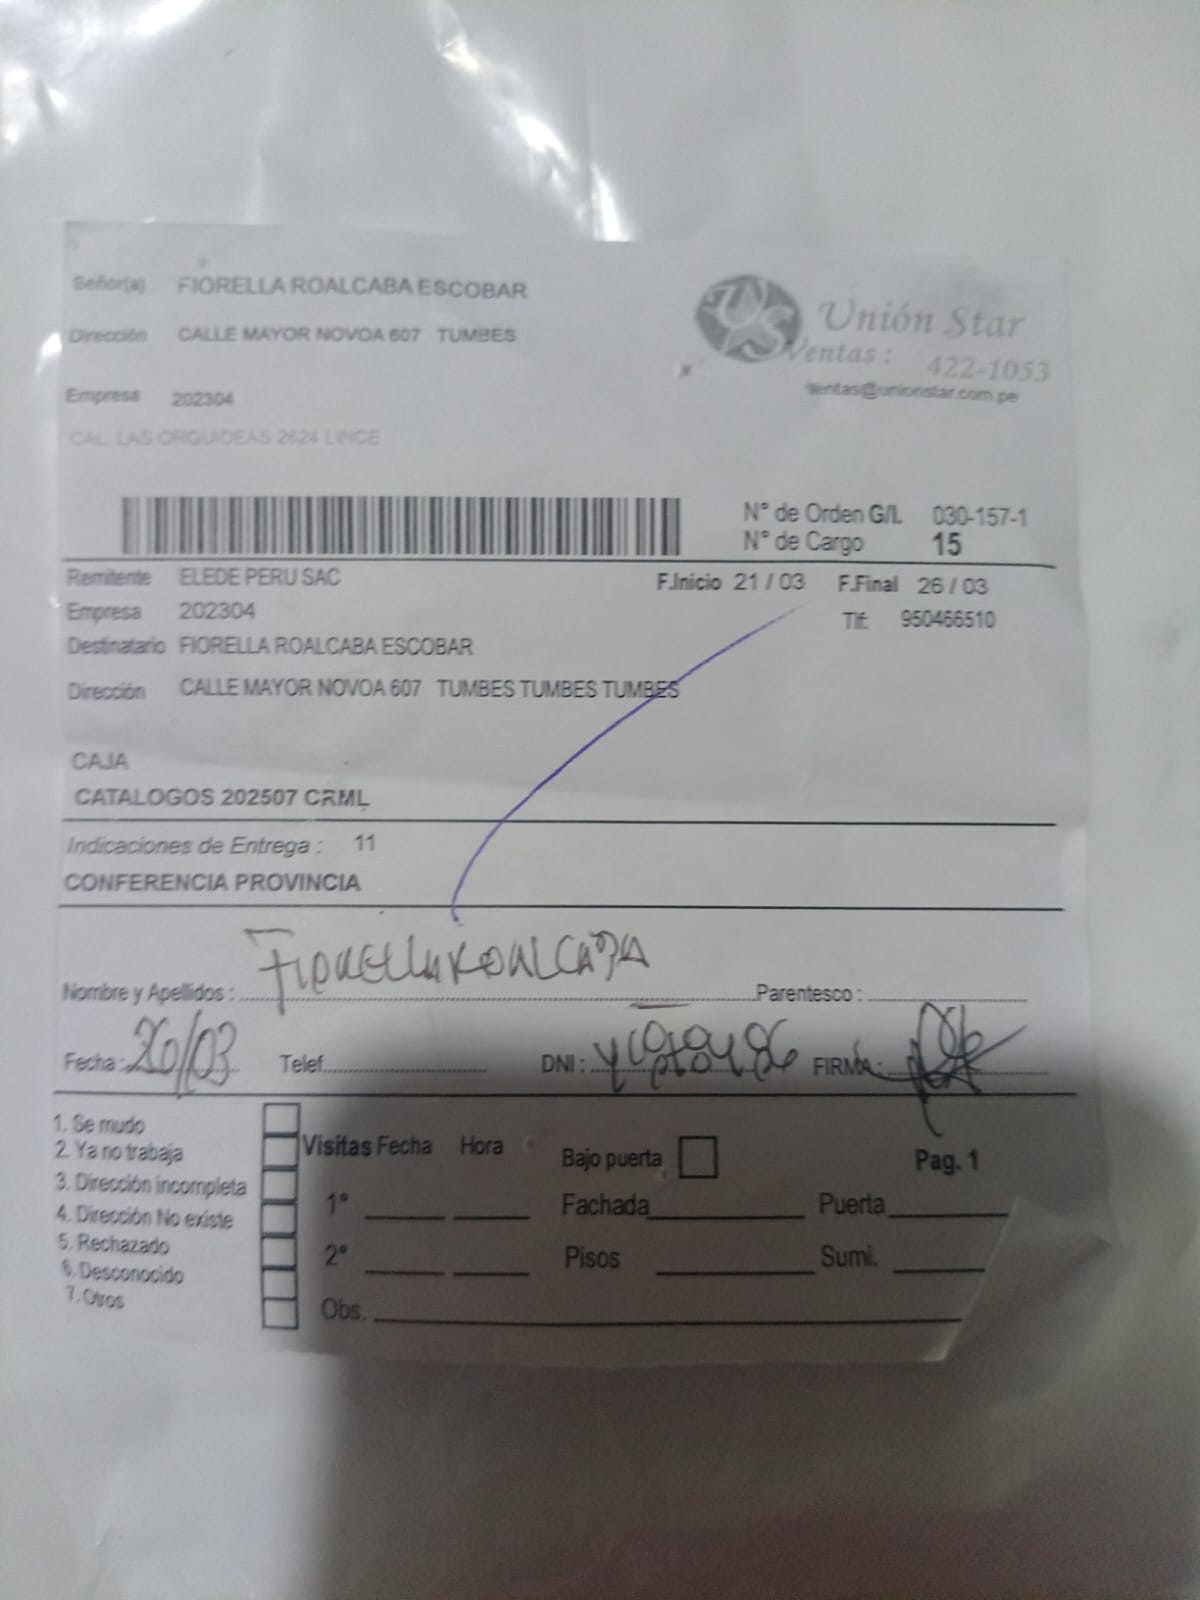 Señor(a) FIORELLA ROALCABA ESCOBAR
Dirección CALLE MAYOR NOVOA 607 TUMBES
Empresa 202304
CAL. LAS ORQUIDEAS 2624 LINCE
Unión Star
Ventas : 422-1053
ventas@unionstar.com.pe
N° de Orden G/L 030-157-1
N° de Cargo 15
Remitente ELEDE PERU SAC F.Inicio 21 / 03 F.Final 26 / 03
Empresa 202304 Tlf: 950466510
Destinatario FIORELLA ROALCABA ESCOBAR
Dirección CALLE MAYOR NOVOA 607 TUMBES TUMBES TUMBES
CAJA
CATALOGOS 202507 CRML
Indicaciones de Entrega : 11
CONFERENCIA PROVINCIA
Nombre y Apellidos : FIORELLA ROALCABA Parentesco :
Fecha : 26/03 Telef. DNI : FIRMA :
1. Se mudo
2. Ya no trabaja
3. Dirección incompleta
4. Dirección No existe
5. Rechazado
6. Desconocido
7. Otros
Visitas Fecha Hora Bajo puerta Pag. 1
1° Fachada Puerta
2° Pisos Sumi.
Obs.